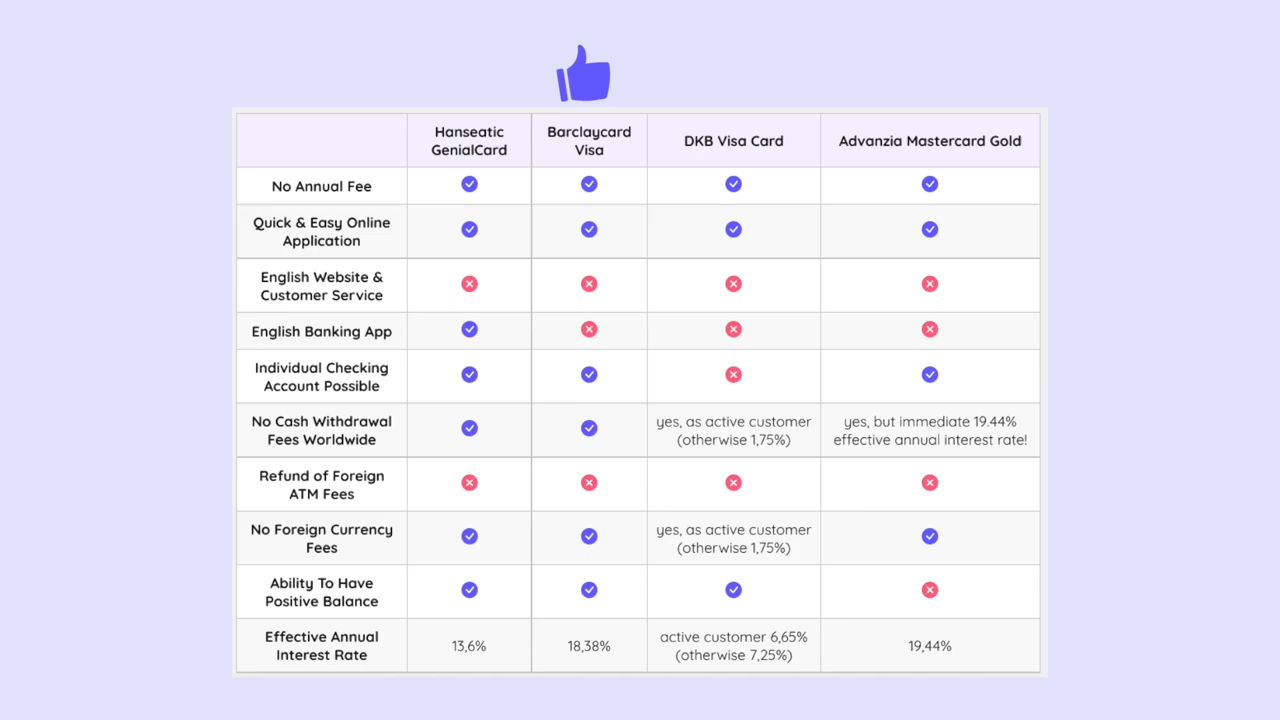 Hanseatic
GenialCard
Barclaycard
Visa
DKB Visa Card
Advanzia Mastercard Gold
No Annual Fee
Quick & Easy Online
Application
English Website &
Customer Service
English Banking App
Individual Checking
Account Possible
No Cash Withdrawal
Fees Worldwide
yes, as active customer
(otherwise 1,75%)
yes, but immediate 19.44%
effective annual interest rate!
Refund of Foreign
ATM Fees
No Foreign Currency
Fees
yes, as active customer
(otherwise 1,75%)
Ability To Have
Positive Balance
Effective Annual
Interest Rate
13,6%
18,38%
active customer 6,65%
(otherwise 7,25%)
19,44%